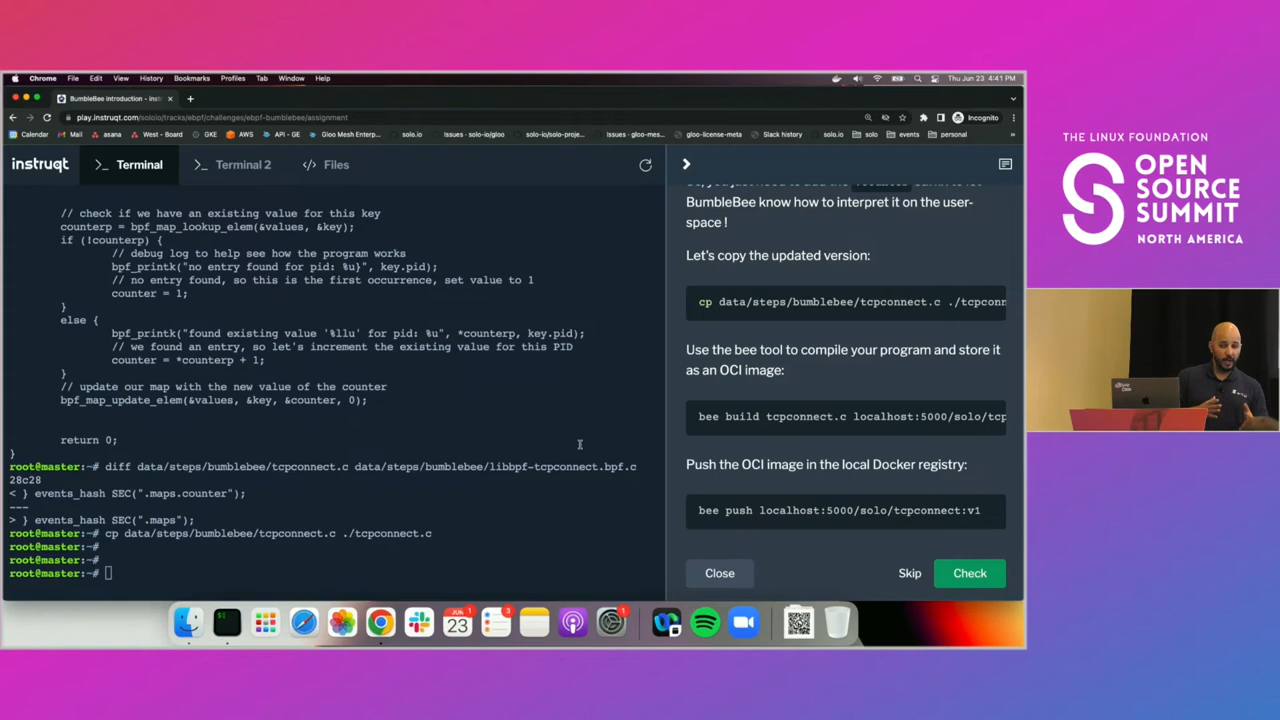 Chrome File Edit View History Bookmarks Profiles Tab Window Help
Thu Jun 23 4:41 PM
BumbleBee introduction - Inst
play.instruqt.com/soloio/tracks/ebpf/challenges/ebpf-bumblebee/assignment
Incognito
Calendar Mail asana West - Board GKE AWS API - GE Gloo Mesh Enterp... solo.io Issues · solo-io/gloo solo-io/solo-proje... Issues · gloo-mes... gloo-license-meta Slack history solo.io solo events personal
instruqt
>_ Terminal
>_ Terminal 2
</> Files
// check if we have an existing value for this key
counterp = bpf_map_lookup_elem(&values, &key);
if (!counterp) {
// debug log to help see how the program works
bpf_printk("no entry found for pid: %u}", key.pid);
// no entry found, so this is the first occurrence, set value to 1
counter = 1;
}
else {
bpf_printk("found existing value '%llu' for pid: %u", *counterp, key.pid);
// we found an entry, so let's increment the existing value for this PID
counter = *counterp + 1;
}
// update our map with the new value of the counter
bpf_map_update_elem(&values, &key, &counter, 0);
return 0;
}
root@master:~# diff data/steps/bumblebee/tcpconnect.c data/steps/bumblebee/libbpf-tcpconnect.bpf.c
28c28
< } events_hash SEC(".maps.counter");
---
> } events_hash SEC(".maps");
root@master:~# cp data/steps/bumblebee/tcpconnect.c ./tcpconnect.c
root@master:~#
root@master:~#
root@master:~#
BumbleBee know how to interpret it on the user-
space !
Let's copy the updated version:
cp data/steps/bumblebee/tcpconnect.c ./tcpconn
Use the bee tool to compile your program and store it
as an OCI image:
bee build tcpconnect.c localhost:5000/solo/tcp
Push the OCI image in the local Docker registry:
bee push localhost:5000/solo/tcpconnect:v1
Close
Skip
Check
JUN
23
1
3
1
THE LINUX FOUNDATION
OPEN
SOURCE
SUMMIT
NORTH AMERICA